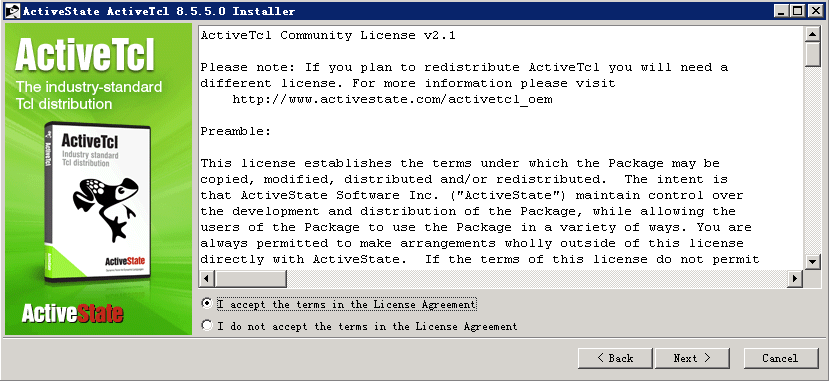 ActiveState ActiveTcl 8.5.5.0 Installer
ActiveTcl
The industry-standard
Tcl distribution
ActiveTcl
Industry standard
Tcl distribution
ActiveTcl
ActiveState
ActiveState
ActiveTcl Community License v2.1
Please note: If you plan to redistribute ActiveTcl you will need a
different license. For more information please visit
http://www.activestate.com/activetcl_oem
Preamble:
This license establishes the terms under which the Package may be
copied, modified, distributed and/or redistributed.  The intent is
that ActiveState Software Inc. ("ActiveState") maintain control over
the development and distribution of the Package, while allowing the
users of the Package to use the Package in a variety of ways. You are
always permitted to make arrangements wholly outside of this license
directly with ActiveState.  If the terms of this license do not permit
I accept the terms in the License Agreement
I do not accept the terms in the License Agreement
< Back
Next >
Cancel